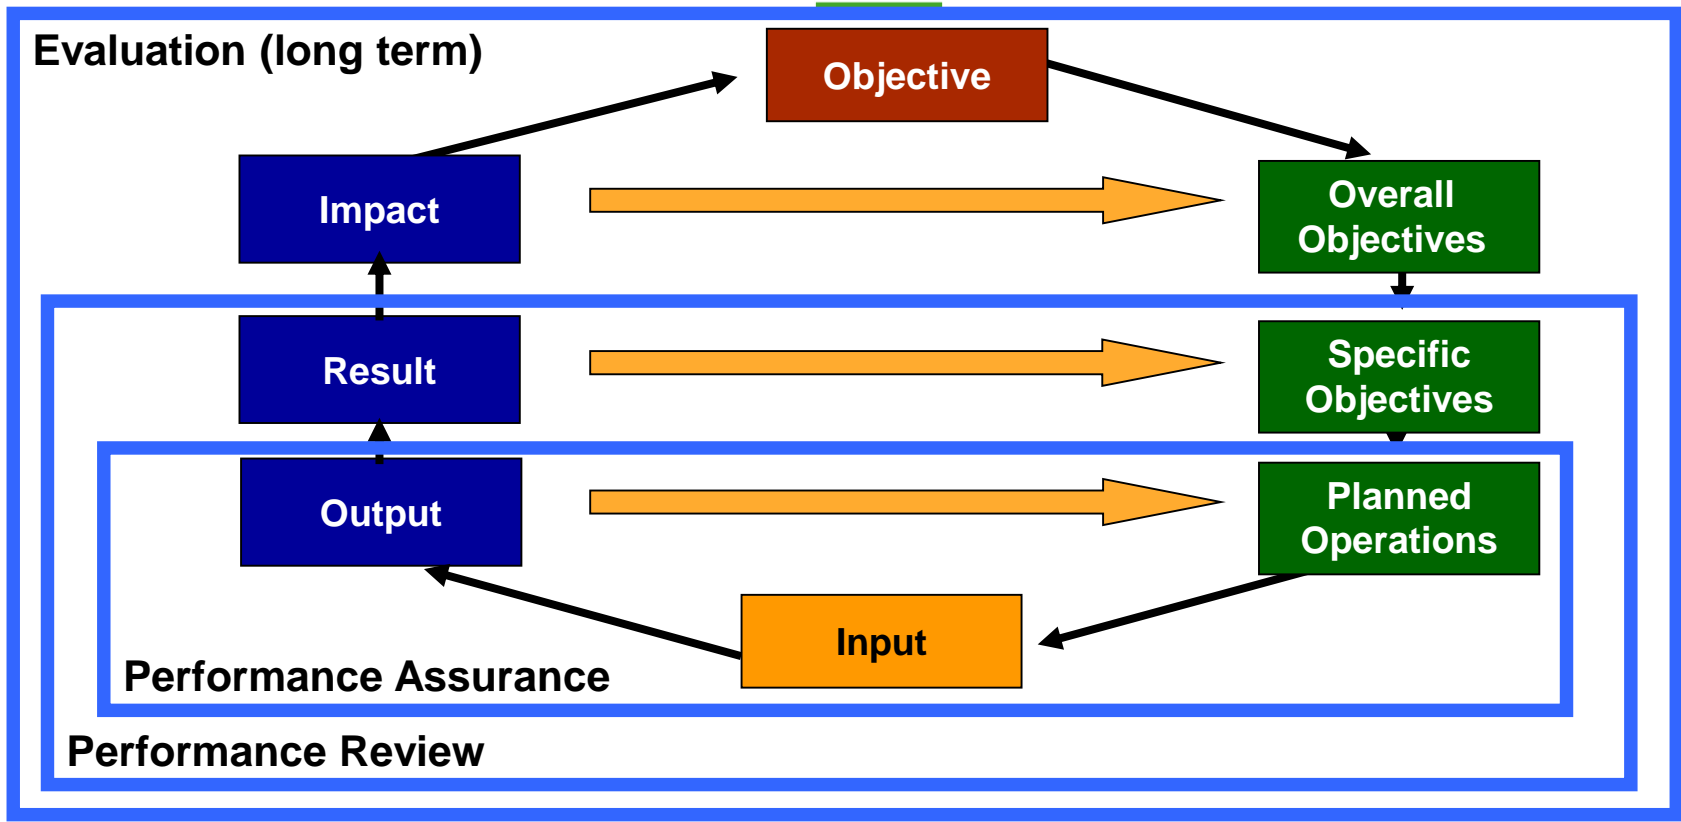 Evaluation (long term)
Objective
Impact
Overall
Objectives
Result
Specific
Objectives
Output
Planned
Operations
Input
Performance Assurance
Performance Review